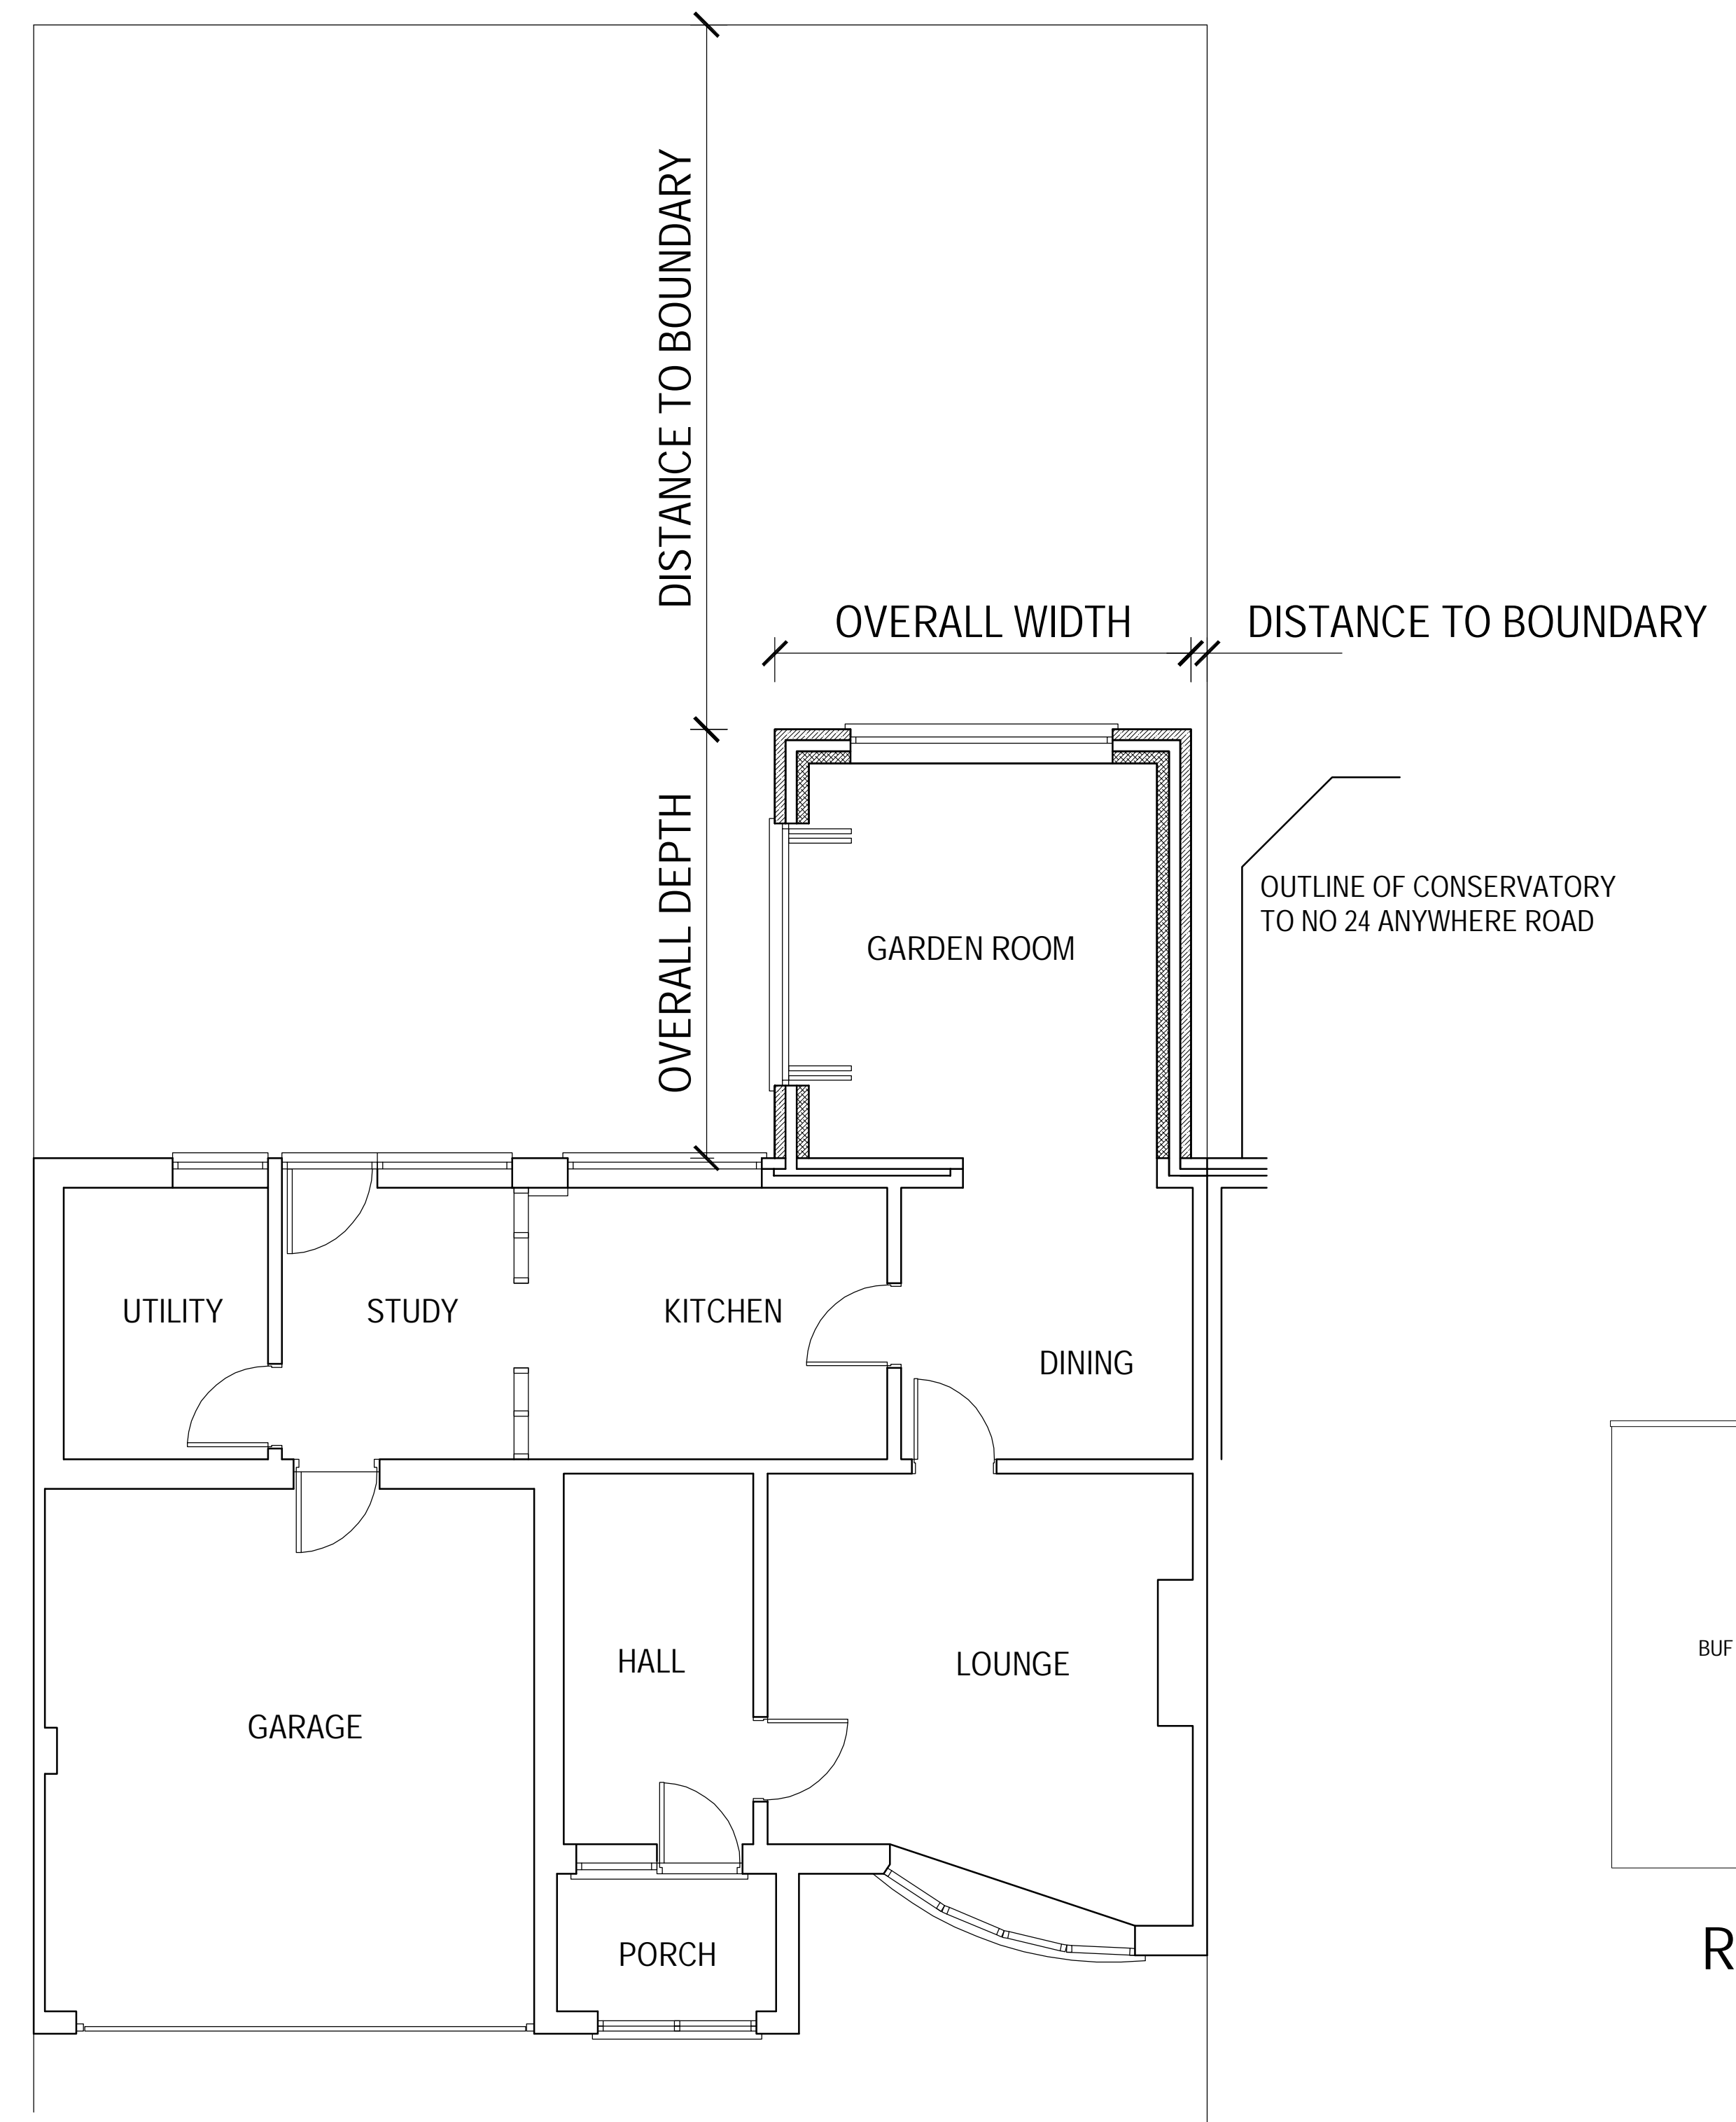 DISTANCE TO BOUNDARY
OVERALL WIDTH
DISTANCE TO BOUNDARY
OVERALL DEPTH
OUTLINE OF CONSERVATORY
TO NO 24 ANYWHERE ROAD
GARDEN ROOM
UTILITY
STUDY
KITCHEN
DINING
HALL
LOUNGE
BUF
GARAGE
PORCH
R